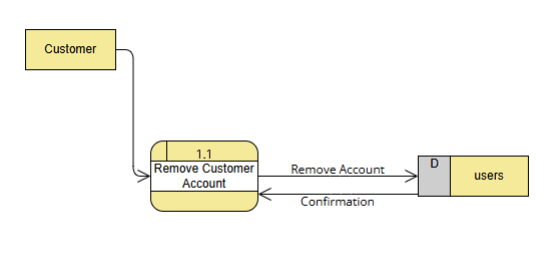 Customer
1.1
Remove Customer
Account
Remove Account
Confirmation
D
users